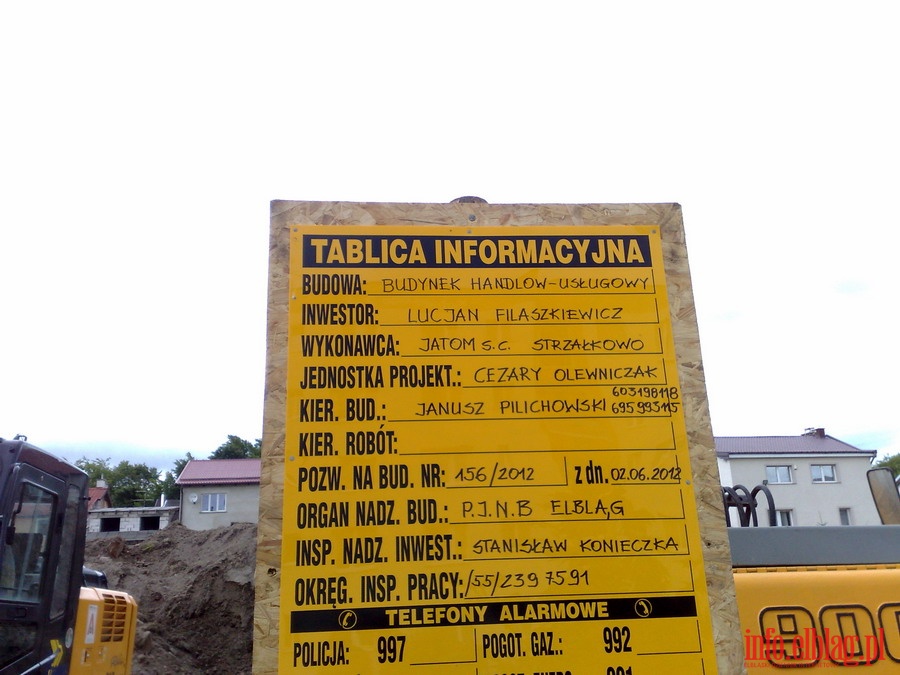 TABLICA INFORMACYJNA
BUDOWA: BUDYNEK HANDLOW-USŁUGOWY
INWESTOR: LUCJAN FILASZKIEWICZ
WYKONAWCA: JATOM S.C. STRZAŁKOWO
JEDNOSTKA PROJEKT.: CEZARY OLEWNICZAK
603198118
KIER. BUD.: JANUSZ PILICHOWSKI 695993115
KIER. ROBÓT:
POZW. NA BUD. NR: 156/2012 z dn. 02.06.2012
ORGAN NADZ. BUD.: P.I.N.B ELBLĄG
INSP. NADZ. INWEST.: STANISŁAW KONIECZKA
OKRĘG. INSP. PRACY: /55/2397591
TELEFONY ALARMOWE
POLICJA: 997 POGOT. GAZ.: 992
991
900
info.elblag.pl